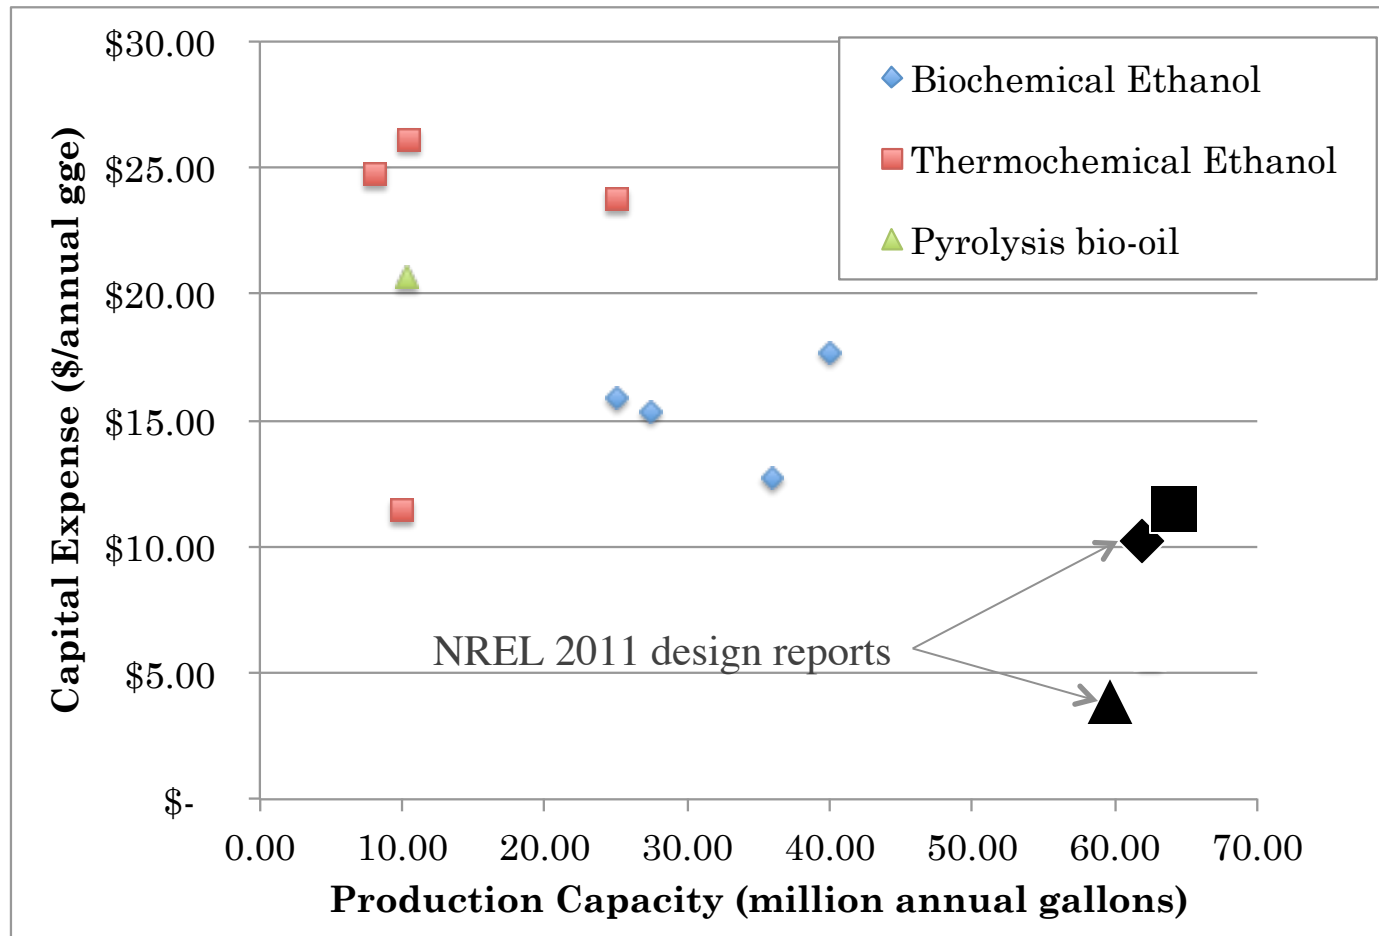 $30.00
$25.00
$20.00
$15.00
$10.00
$5.00
$-
Capital Expense ($/annual gge)
Biochemical Ethanol
Thermochemical Ethanol
Pyrolysis bio-oil
NREL 2011 design reports
0.00 10.00 20.00 30.00 40.00 50.00 60.00 70.00
Production Capacity (million annual gallons)